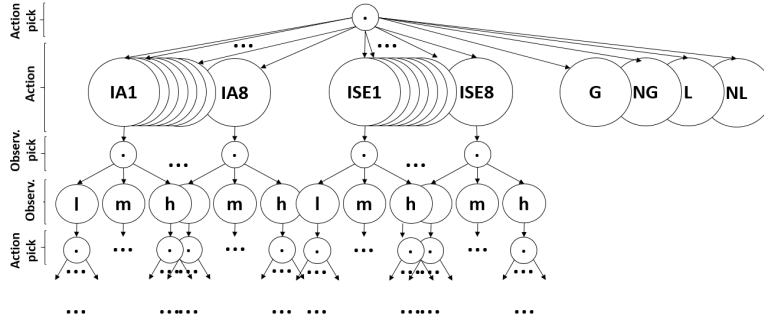 Action pick
.
...
...
Action
IA1
IA8
ISE1
ISE8
G
NG
L
NL
Observ. pick
.
...
.
.
...
.
Observ.
l
m
h
m
h
l
m
h
m
h
Action pick
.
...
.
.
...
.
.
...
.
.
...
.
...
...
...
...
...
...
...
...
...
...
...
...